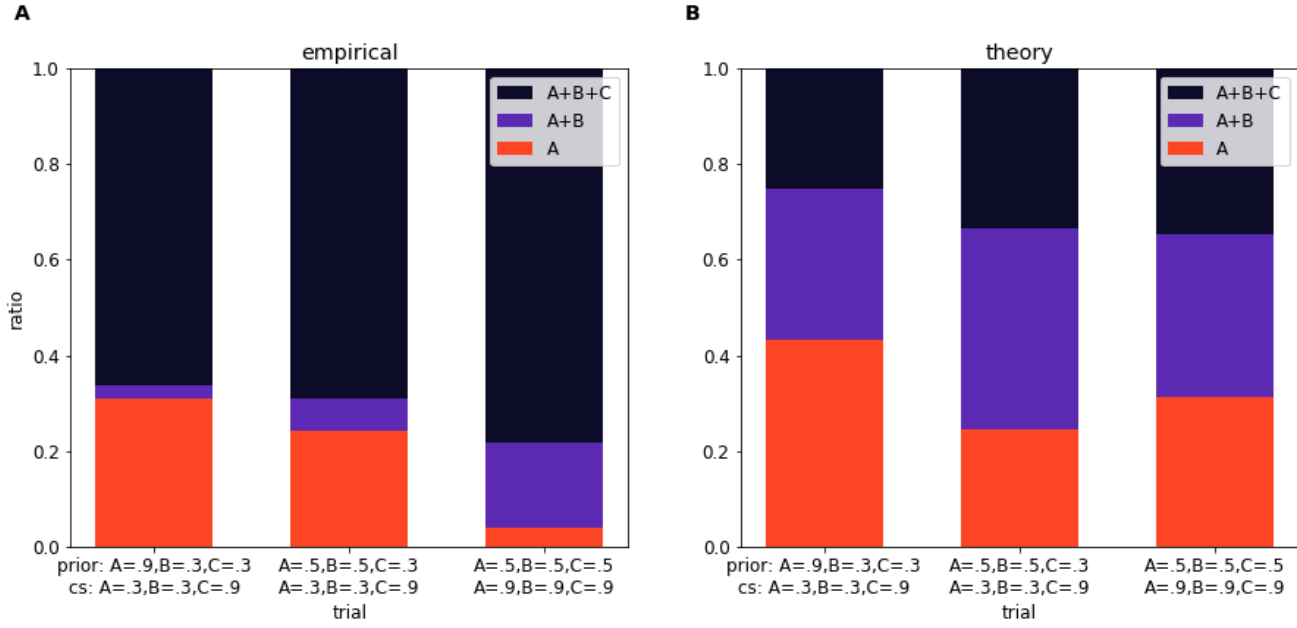 A
empirical
1.0
0.8
0.6
0.4
0.2
0.0
ratio
A+B+C
A+B
A
prior: A=.9,B=.3,C=.3
cs: A=.3,B=.3,C=.9
A=.5,B=.5,C=.3
A=.3,B=.3,C=.9
A=.5,B=.5,C=.5
A=.9,B=.9,C=.9
trial
B
theory
1.0
0.8
0.6
0.4
0.2
0.0
A+B+C
A+B
A
prior: A=.9,B=.3,C=.3
cs: A=.3,B=.3,C=.9
A=.5,B=.5,C=.3
A=.3,B=.3,C=.9
A=.5,B=.5,C=.5
A=.9,B=.9,C=.9
trial